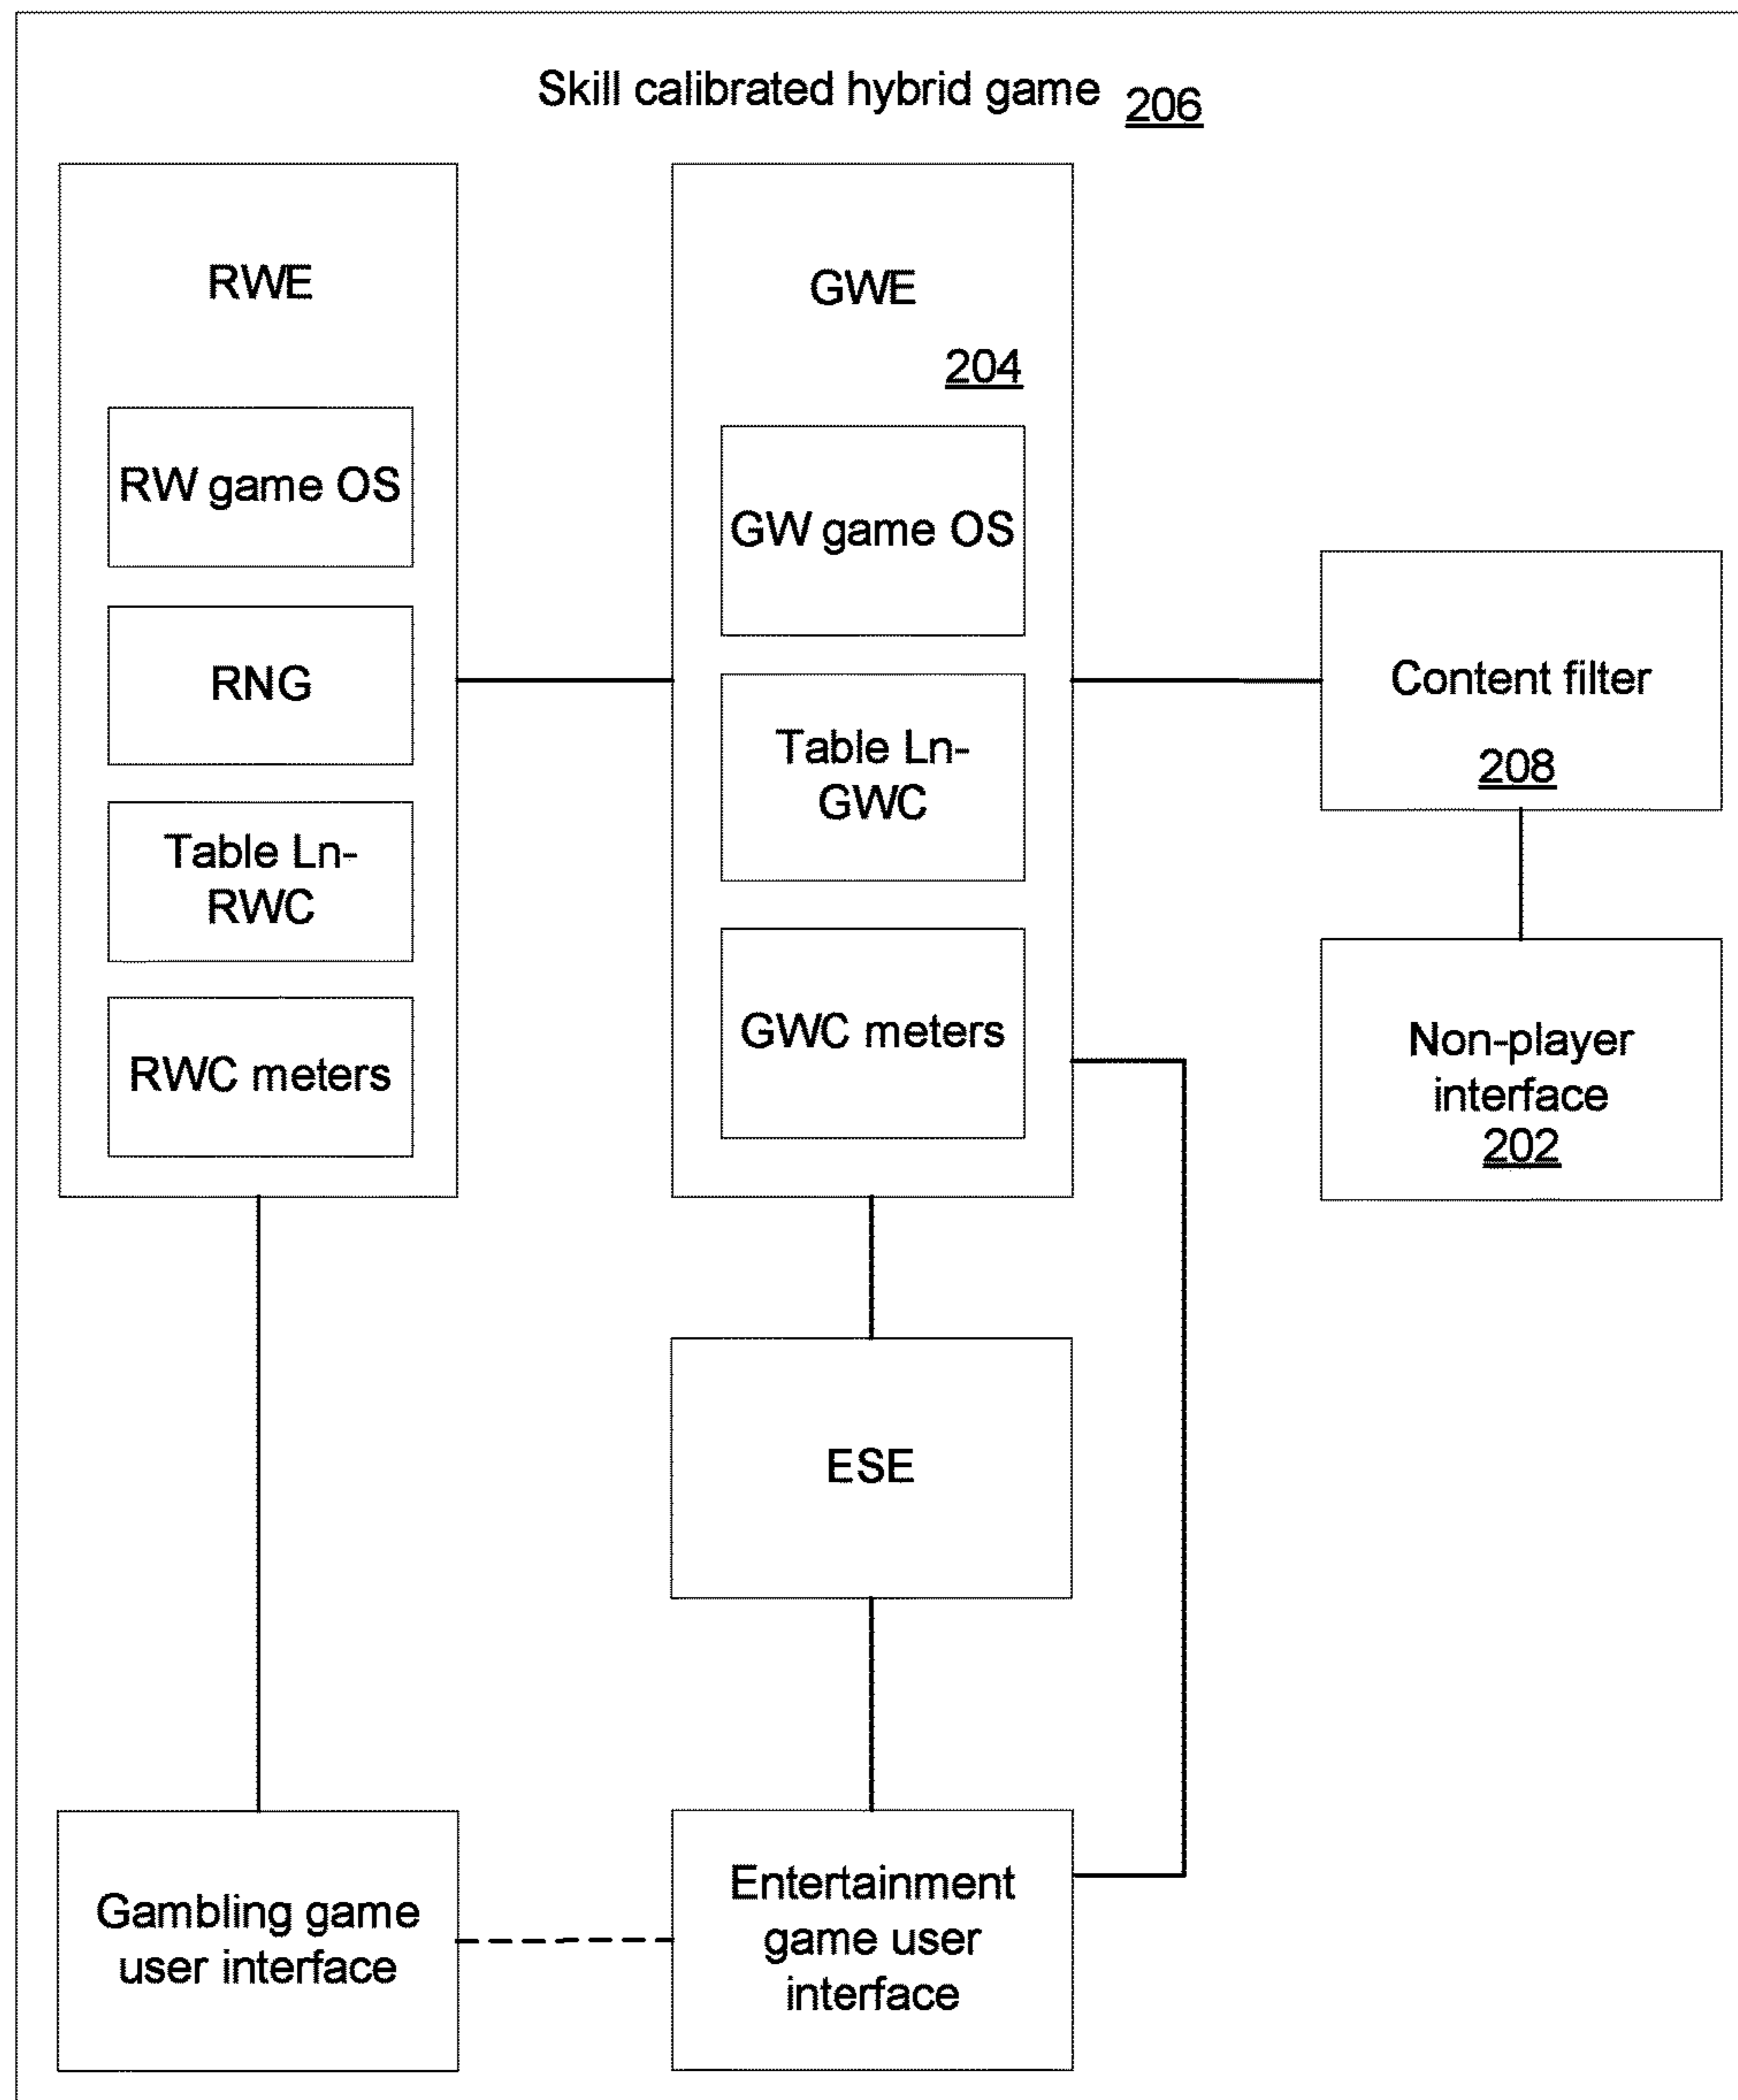 Skill calibrated hybrid game 206
RWE
RW game OS
RNG
Table Ln-
RWC
RWC meters
GWE
204
GW game OS
Table Ln-
GWC
GWC meters
Content filter
208
Non-player
interface
202
ESE
Gambling game
user interface
Entertainment
game user
interface